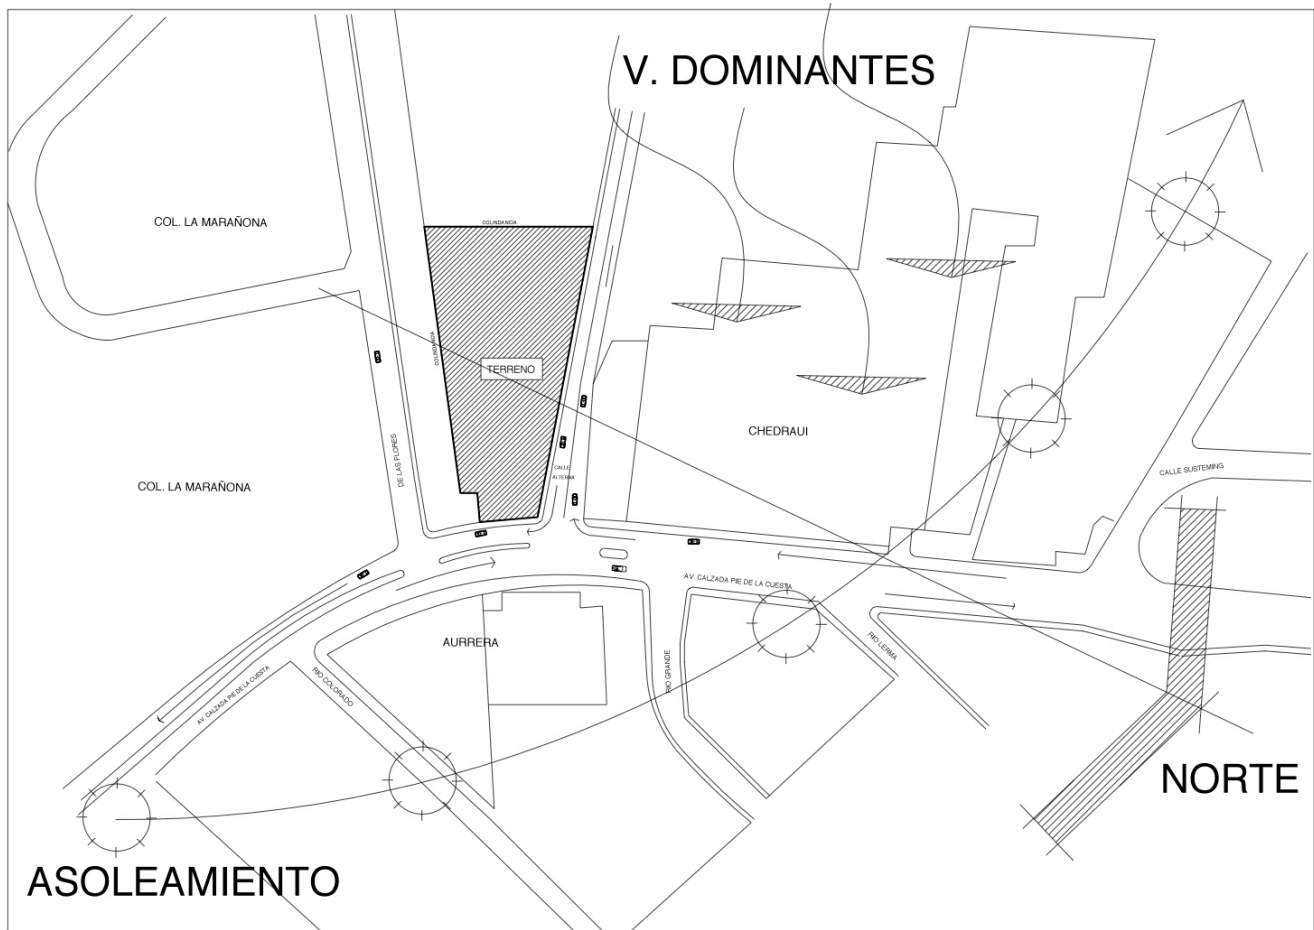 V. DOMINANTES
COL. LA MARAÑONA
COLINDANCIA
COLINDANCIA
TERRENO
CHEDRAUI
DE LAS FLORES
CALLE
ALTERNA
CALLE SUSTEMING
COL. LA MARAÑONA
AV. CALZADA PIE DE LA CUESTA
AURRERA
RIO GRANDE
RIO LERMA
RIO COLORADO
AV. CALZADA PIE DE LA CUESTA
NORTE
ASOLEAMIENTO